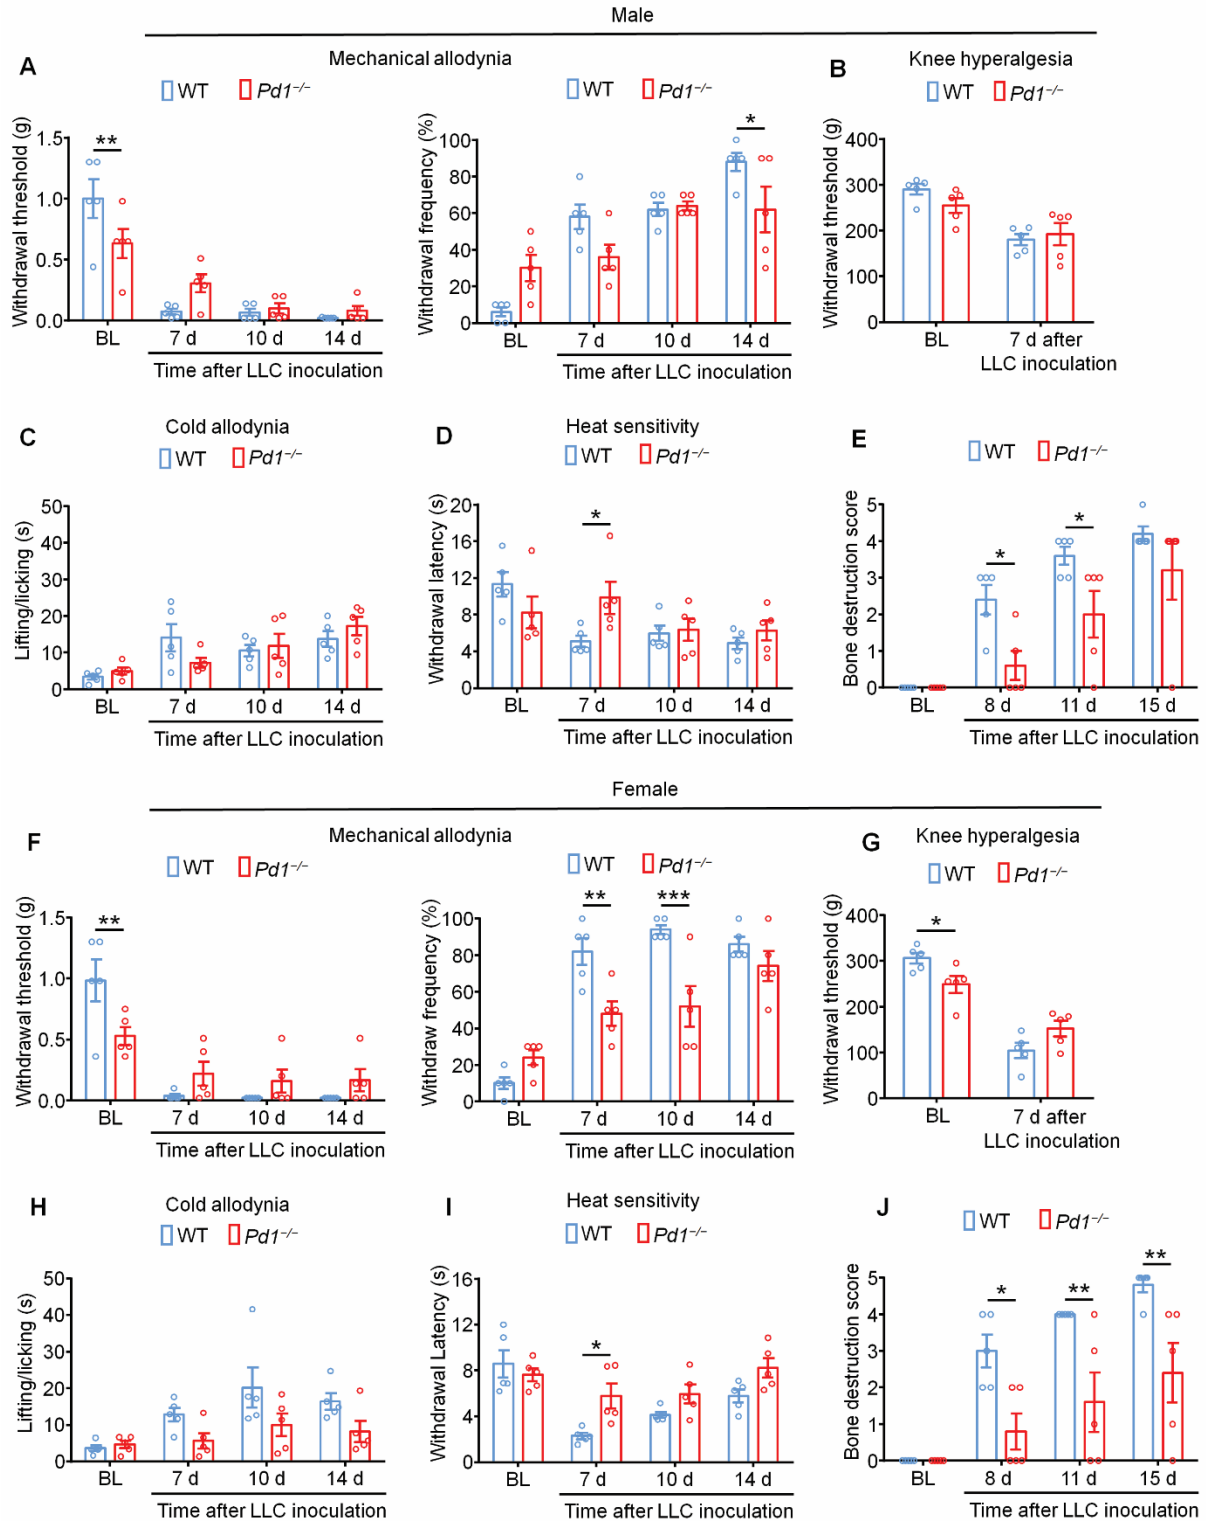 Male
A
Mechanical allodynia
WT Pd1−/−
Withdrawal threshold (g)
1.5
1.0
0.5
0.0
**
BL 7 d 10 d 14 d
Time after LLC inoculation
WT Pd1−/−
Withdrawal frequency (%)
100
80
60
40
20
0
*
BL 7 d 10 d 14 d
Time after LLC inoculation
B
Knee hyperalgesia
WT Pd1−/−
Withdrawal threshold (g)
400
300
200
100
0
BL 7 d after
LLC inoculation
C
Cold allodynia
WT Pd1−/−
Lifting/licking (s)
50
40
30
20
10
0
BL 7 d 10 d 14 d
Time after LLC inoculation
D
Heat sensitivity
WT Pd1−/−
Withdrawal latency (s)
20
16
12
8
4
0
*
BL 7 d 10 d 14 d
Time after LLC inoculation
E
WT Pd1−/−
Bone destruction score
5
4
3
2
1
0
*
*
BL 8 d 11 d 15 d
Time after LLC inoculation
Female
F
Mechanical allodynia
WT Pd1−/−
Withdrawal threshold (g)
1.5
1.0
0.5
0.0
**
BL 7 d 10 d 14 d
Time after LLC inoculation
WT Pd1−/−
Withdraw frequency (%)
100
80
60
40
20
0
** ***
BL 7 d 10 d 14 d
Time after LLC inoculation
G
Knee hyperalgesia
WT Pd1−/−
Withdrawal threshold (g)
400
300
200
100
0
*
BL 7 d after
LLC inoculation
H
Cold allodynia
WT Pd1−/−
Lifting/licking (s)
50
40
30
20
10
0
BL 7 d 10 d 14 d
Time after LLC inoculation
I
Heat sensitivity
WT Pd1−/−
Withdrawal Latency (s)
16
12
8
4
0
*
BL 7 d 10 d 14 d
Time after LLC inoculation
J
WT Pd1−/−
Bone destruction score
5
4
3
2
1
0
* ** **
BL 8 d 11 d 15 d
Time after LLC inoculation